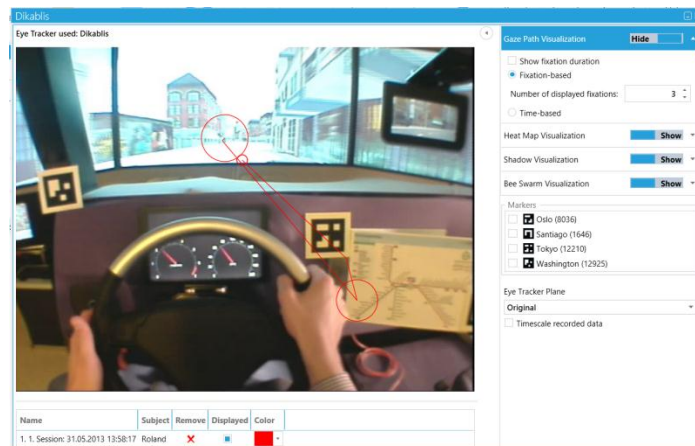 Dikablis
Eye Tracker used: Dikablis
Gaze Path Visualization Hide
Show fixation duration
Fixation-based
Number of displayed fixations: 3
Time-based
Heat Map Visualization Show
Shadow Visualization Show
Bee Swarm Visualization Show
Markers
Oslo (8036)
Santiago (1646)
Tokyo (12210)
Washington (12925)
Eye Tracker Plane
Original
Timescale recorded data
Name Subject Remove Displayed Color
1. 1. Session: 31.05.2013 13:58:17 Roland